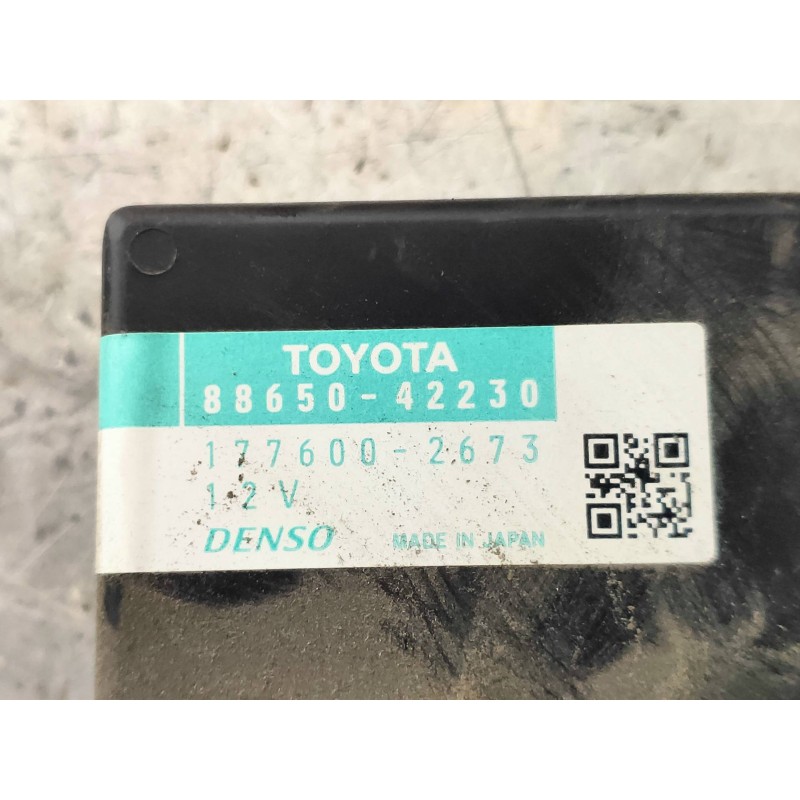 TOYOTA
88650-42230
177600-2673
12V
DENSO MADE IN JAPAN